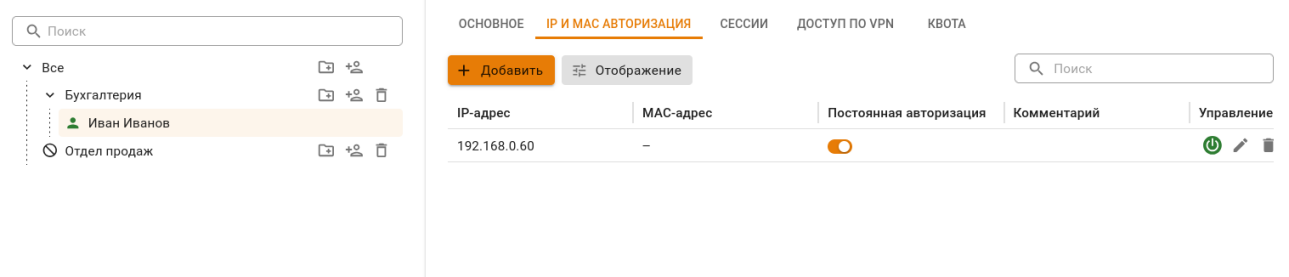 Поиск
Все
Бухгалтерия
Иван Иванов
Отдел продаж
ОСНОВНОЕ IP И MAC АВТОРИЗАЦИЯ СЕССИИ ДОСТУП ПО VPN КВОТА
Добавить Отображение Поиск
IP-адрес MAC-адрес Постоянная авторизация Комментарий Управление
192.168.0.60 –